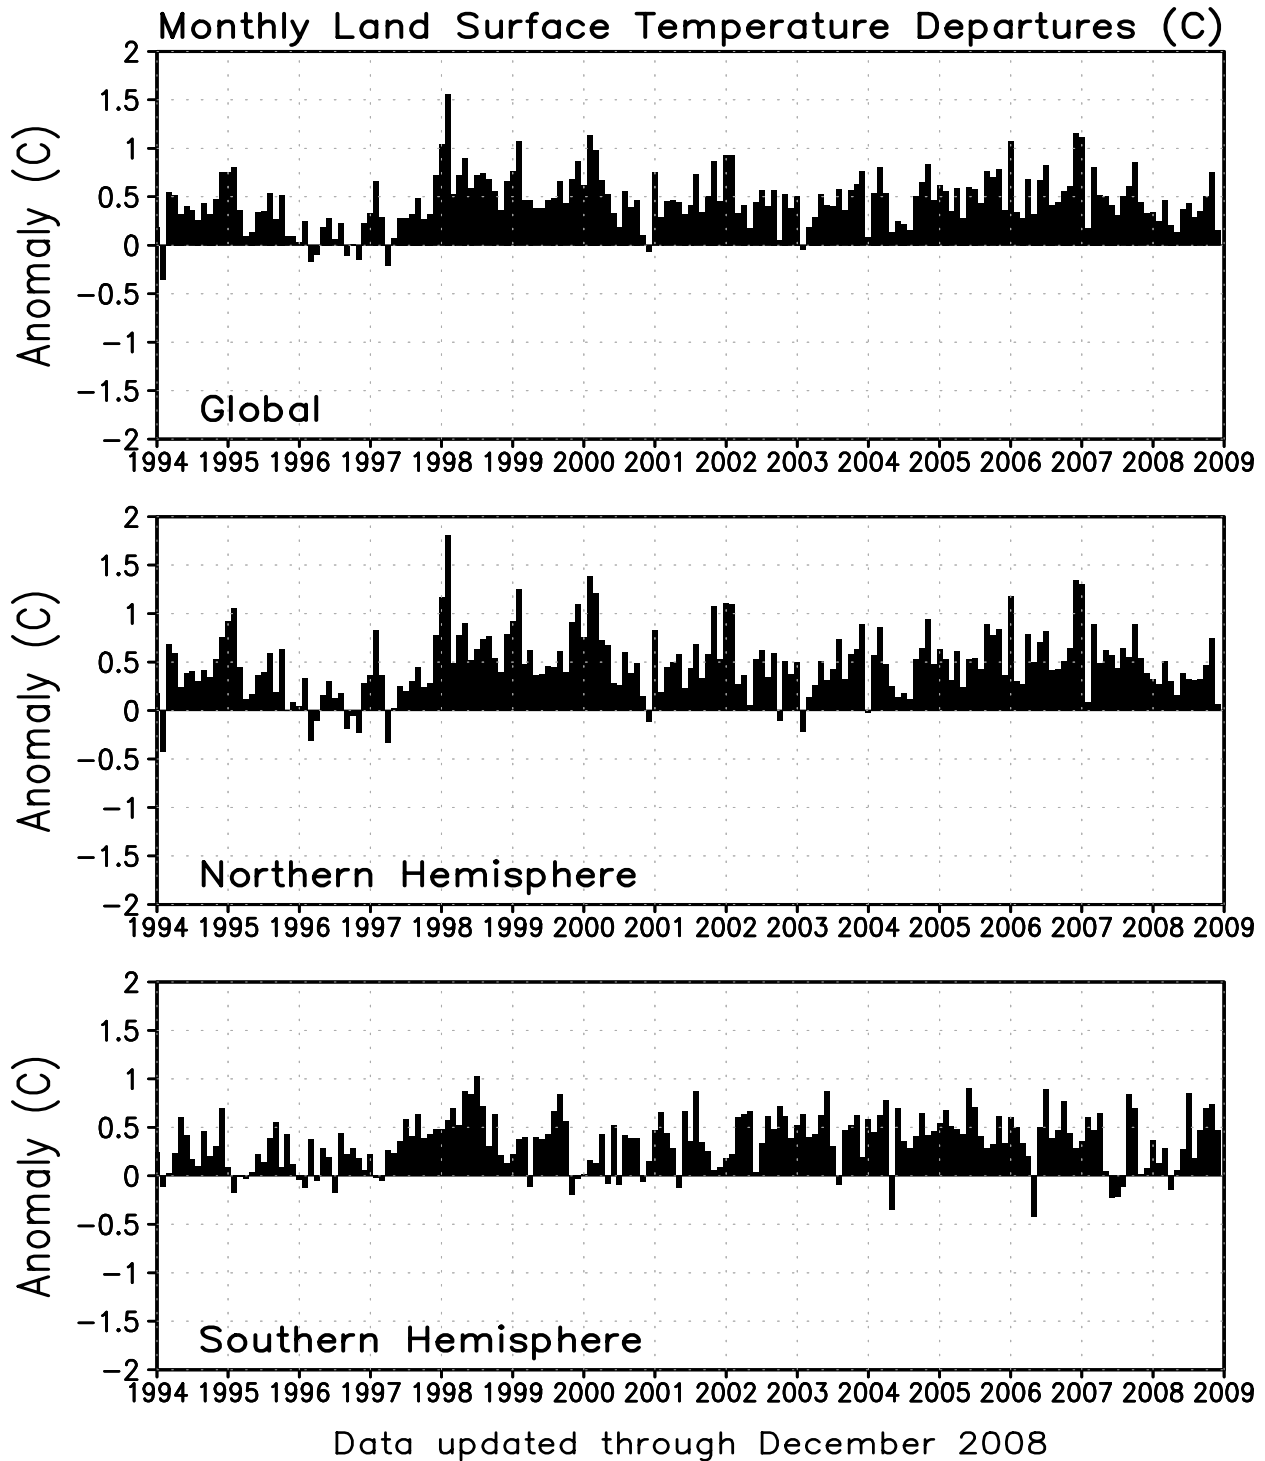 Monthly Land Surface Temperature Departures (C)
2
1.5
1
0.5
0
−0.5
−1
−1.5
−2
Anomaly (C)
Global
1994 1995 1996 1997 1998 1999 2000 2001 2002 2003 2004 2005 2006 2007 2008 2009
2
1.5
1
0.5
0
−0.5
−1
−1.5
−2
Anomaly (C)
Northern Hemisphere
1994 1995 1996 1997 1998 1999 2000 2001 2002 2003 2004 2005 2006 2007 2008 2009
2
1.5
1
0.5
0
−0.5
−1
−1.5
−2
Anomaly (C)
Southern Hemisphere
1994 1995 1996 1997 1998 1999 2000 2001 2002 2003 2004 2005 2006 2007 2008 2009
Data updated through December 2008